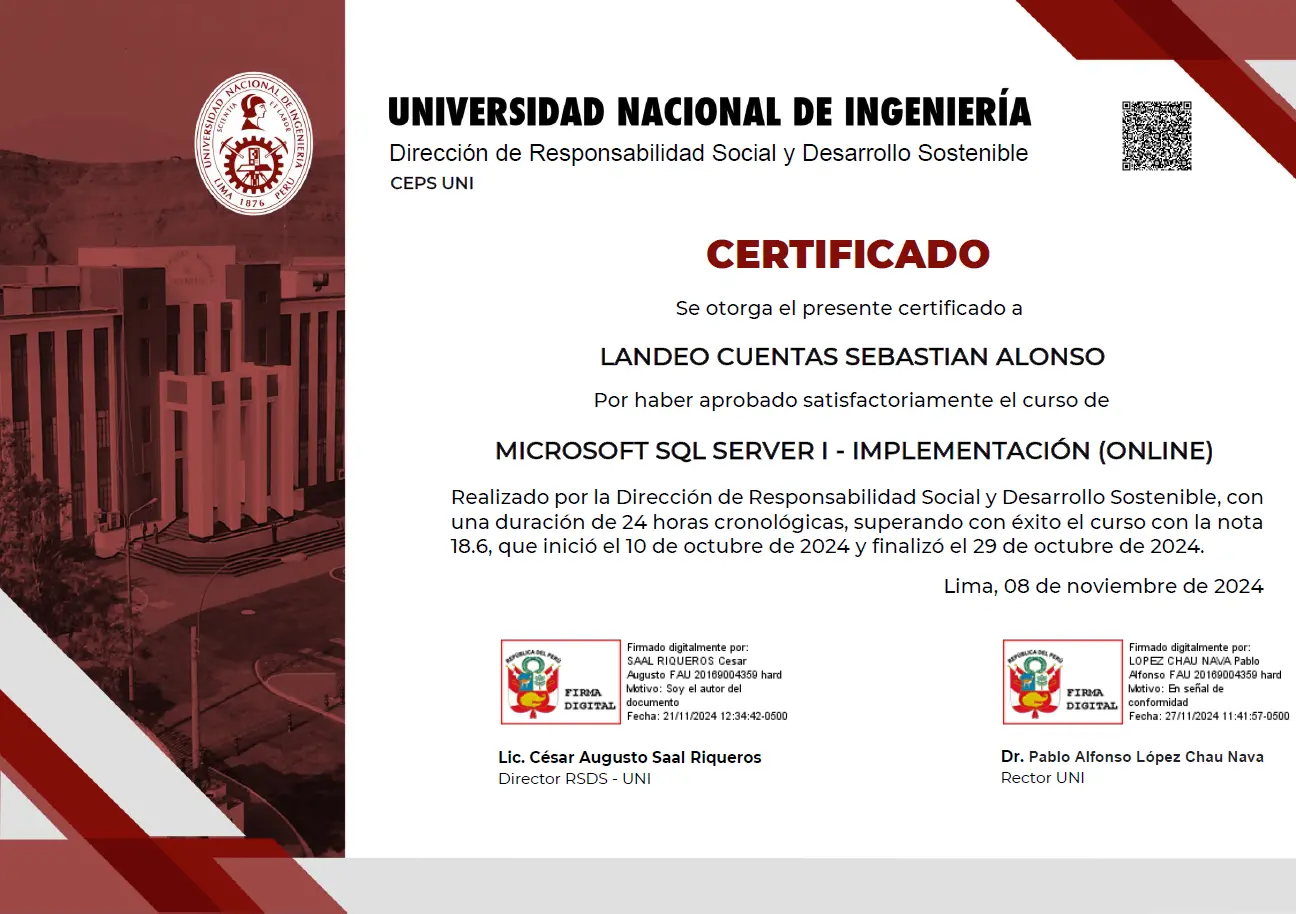 UNIVERSIDAD NACIONAL DE INGENIERÍA
SCIENTIA ET LABOR
LIMA 1876 PERU
UNIVERSIDAD NACIONAL DE INGENIERÍA
Dirección de Responsabilidad Social y Desarrollo Sostenible
CEPS UNI
CERTIFICADO
Se otorga el presente certificado a
LANDEO CUENTAS SEBASTIAN ALONSO
Por haber aprobado satisfactoriamente el curso de
MICROSOFT SQL SERVER I - IMPLEMENTACIÓN (ONLINE)
Realizado por la Dirección de Responsabilidad Social y Desarrollo Sostenible, con
una duración de 24 horas cronológicas, superando con éxito el curso con la nota
18.6, que inició el 10 de octubre de 2024 y finalizó el 29 de octubre de 2024.
Lima, 08 de noviembre de 2024
REPÚBLICA DEL PERÚ
FIRMA
DIGITAL
Firmado digitalmente por:
SAAL RIQUEROS Cesar
Augusto FAU 20169004359 hard
Motivo: Soy el autor del
documento
Fecha: 21/11/2024 12:34:42-0500
Lic. César Augusto Saal Riqueros
Director RSDS - UNI
REPÚBLICA DEL PERÚ
FIRMA
DIGITAL
Firmado digitalmente por:
LOPEZ CHAU NAVA Pablo
Alfonso FAU 20169004359 hard
Motivo: En señal de
conformidad
Fecha: 27/11/2024 11:41:57-0500
Dr. Pablo Alfonso López Chau Nava
Rector UNI